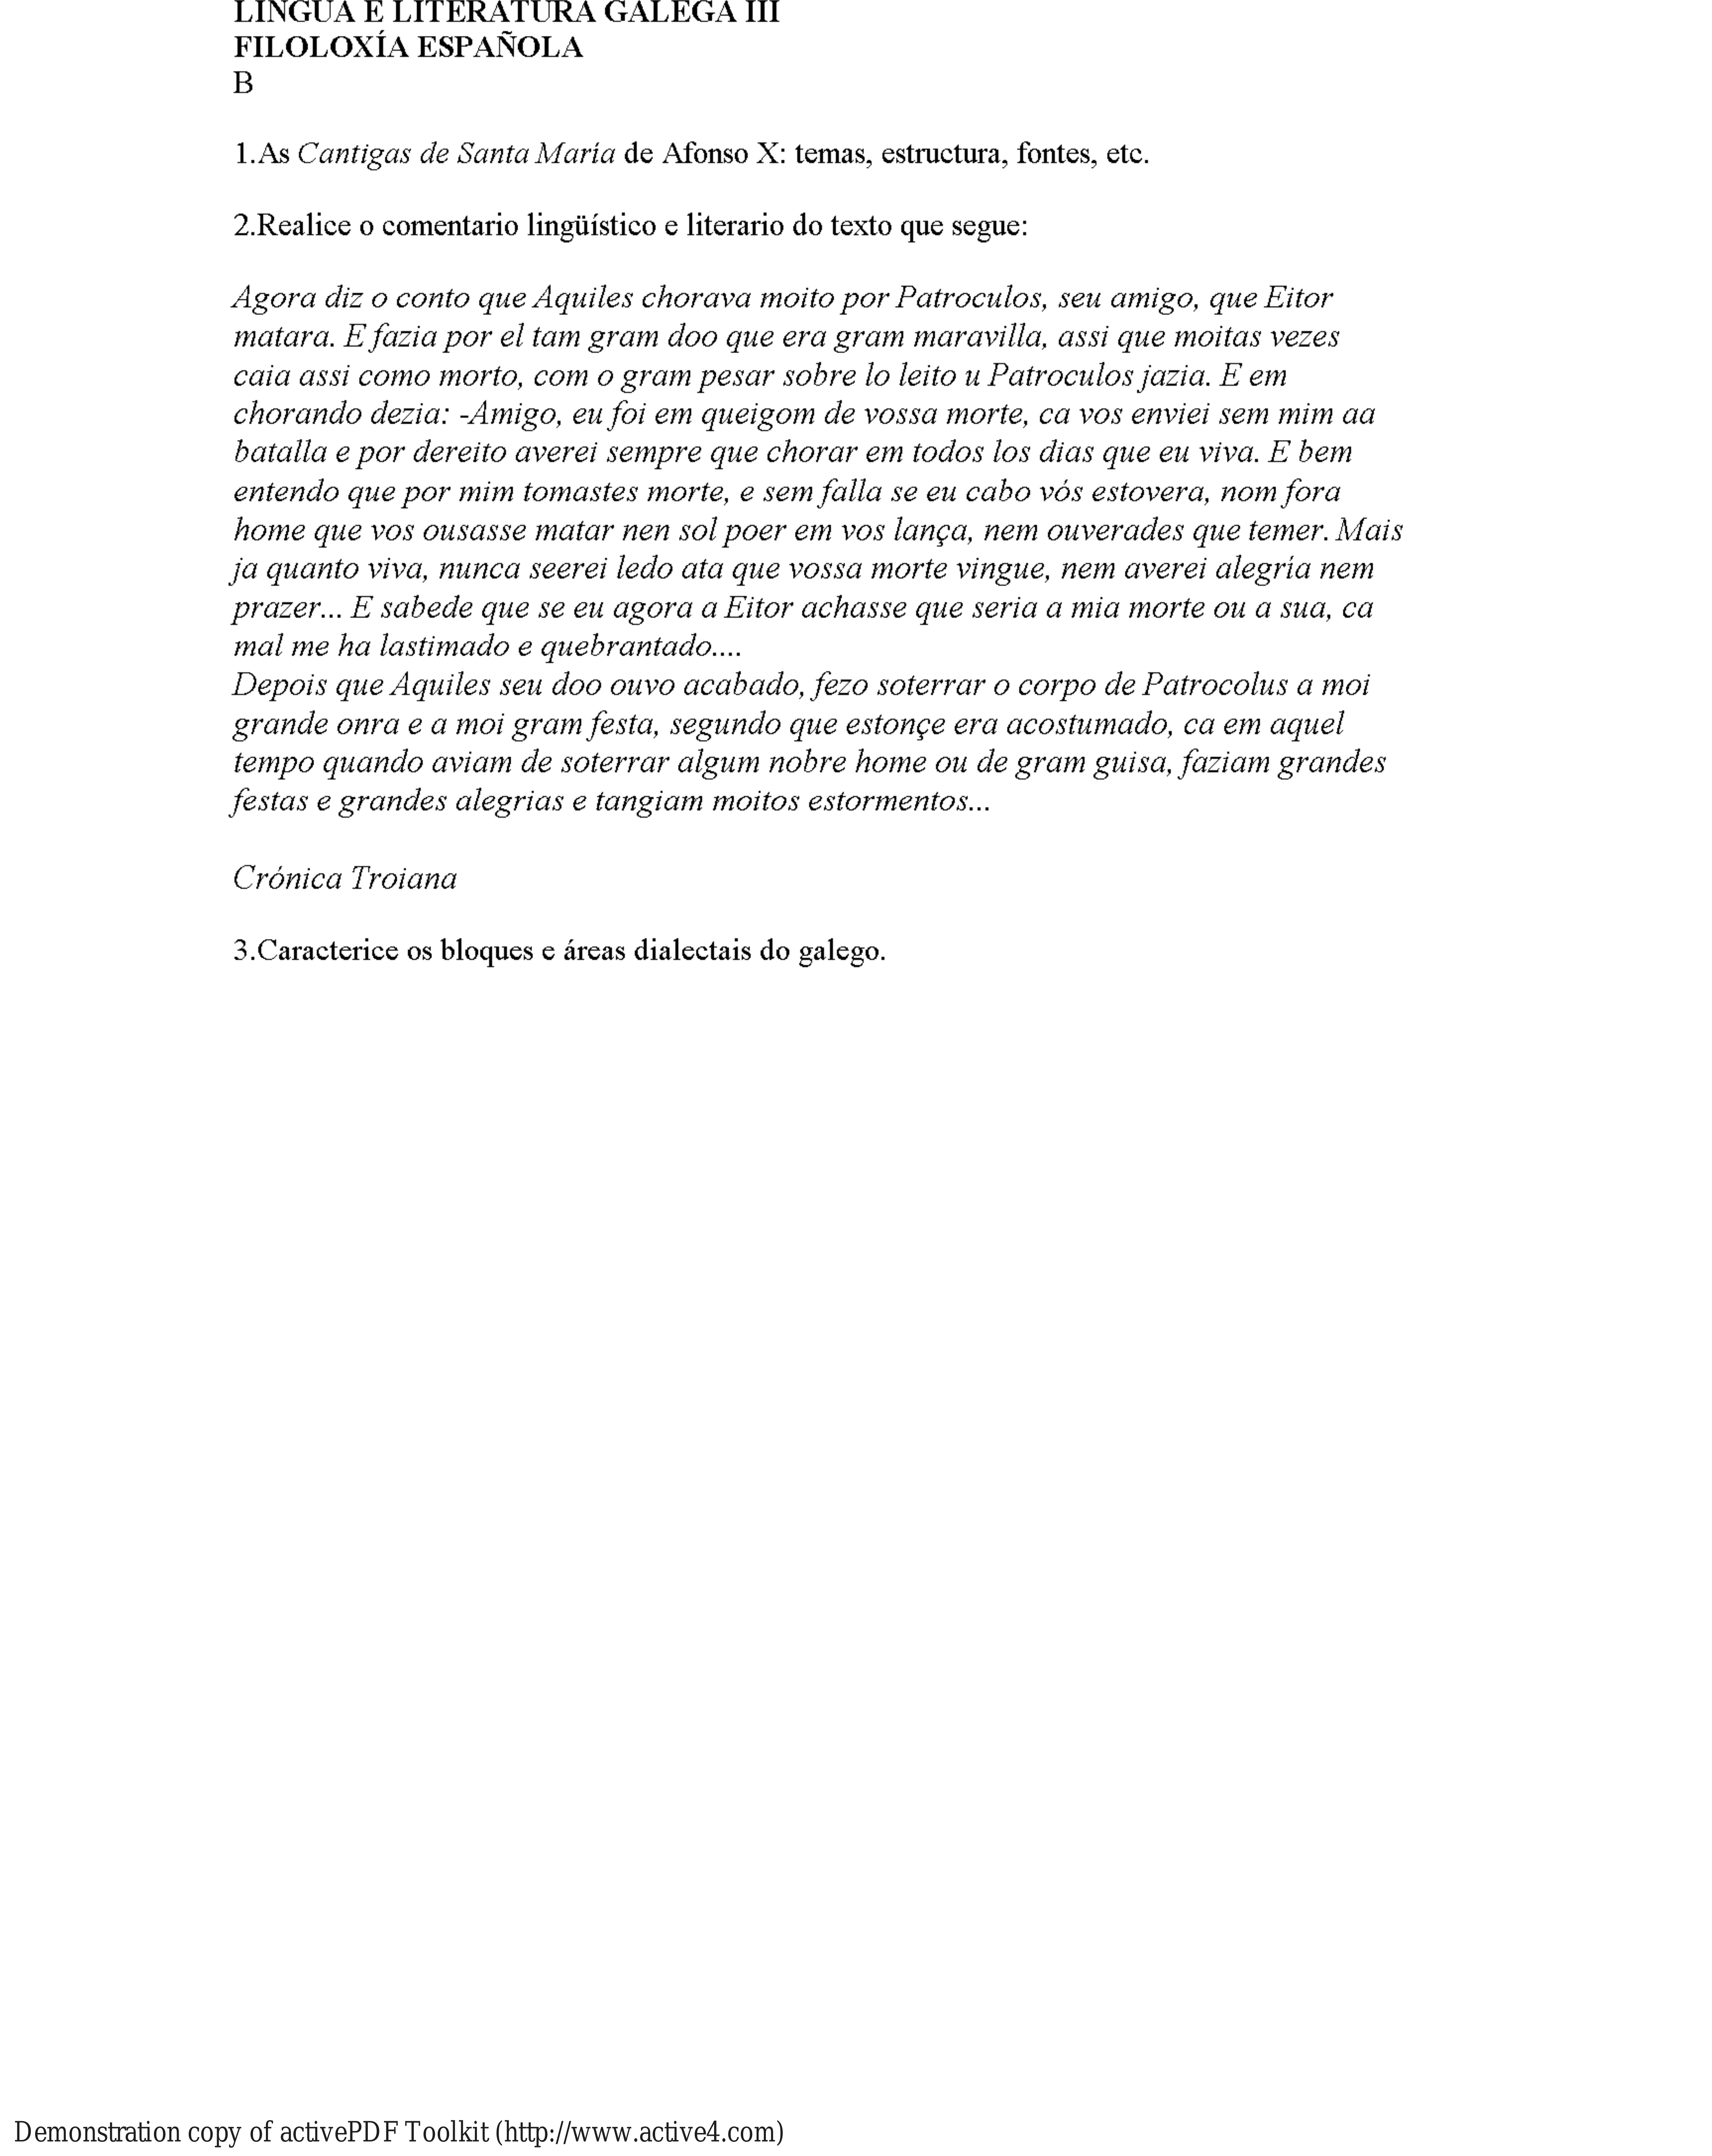 LINGUA E LITERATURA GALEGA III
FILOLOXÍA ESPAÑOLA
B
1.As Cantigas de Santa María de Afonso X: temas, estructura, fontes, etc.
2.Realice o comentario lingüístico e literario do texto que segue:
Agora diz o conto que Aquiles chorava moito por Patroculos, seu amigo, que Eitor
matara. E fazia por el tam gram doo que era gram maravilla, assi que moitas vezes
caia assi como morto, com o gram pesar sobre lo leito u Patroculos jazia. E em
chorando dezia: -Amigo, eu foi em queigom de vossa morte, ca vos enviei sem mim aa
batalla e por dereito averei sempre que chorar em todos los dias que eu viva. E bem
entendo que por mim tomastes morte, e sem falla se eu cabo vós estovera, nom fora
home que vos ousasse matar nen sol poer em vos lança, nem ouverades que temer. Mais
ja quanto viva, nunca seerei ledo ata que vossa morte vingue, nem averei alegría nem
prazer... E sabede que se eu agora a Eitor achasse que seria a mia morte ou a sua, ca
mal me ha lastimado e quebrantado....
Depois que Aquiles seu doo ouvo acabado, fezo soterrar o corpo de Patrocolus a moi
grande onra e a moi gram festa, segundo que estonçe era acostumado, ca em aquel
tempo quando aviam de soterrar algum nobre home ou de gram guisa, faziam grandes
festas e grandes alegrias e tangiam moitos estormentos...
Crónica Troiana
3.Caracterice os bloques e áreas dialectais do galego.
Demonstration copy of activePDF Toolkit (http://www.active4.com)